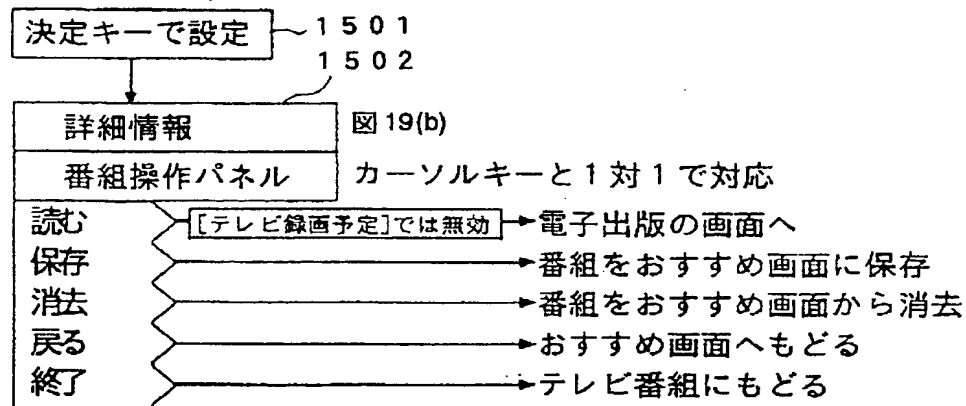 決定キーで設定 1501
1502
詳細情報 図19(b)
番組操作パネル カーソルキーと1対1で対応
読む [テレビ録画予定]では無効 電子出版の画面へ
保存 番組をおすすめ画面に保存
消去 番組をおすすめ画面から消去
戻る おすすめ画面へもどる
終了 テレビ番組にもどる